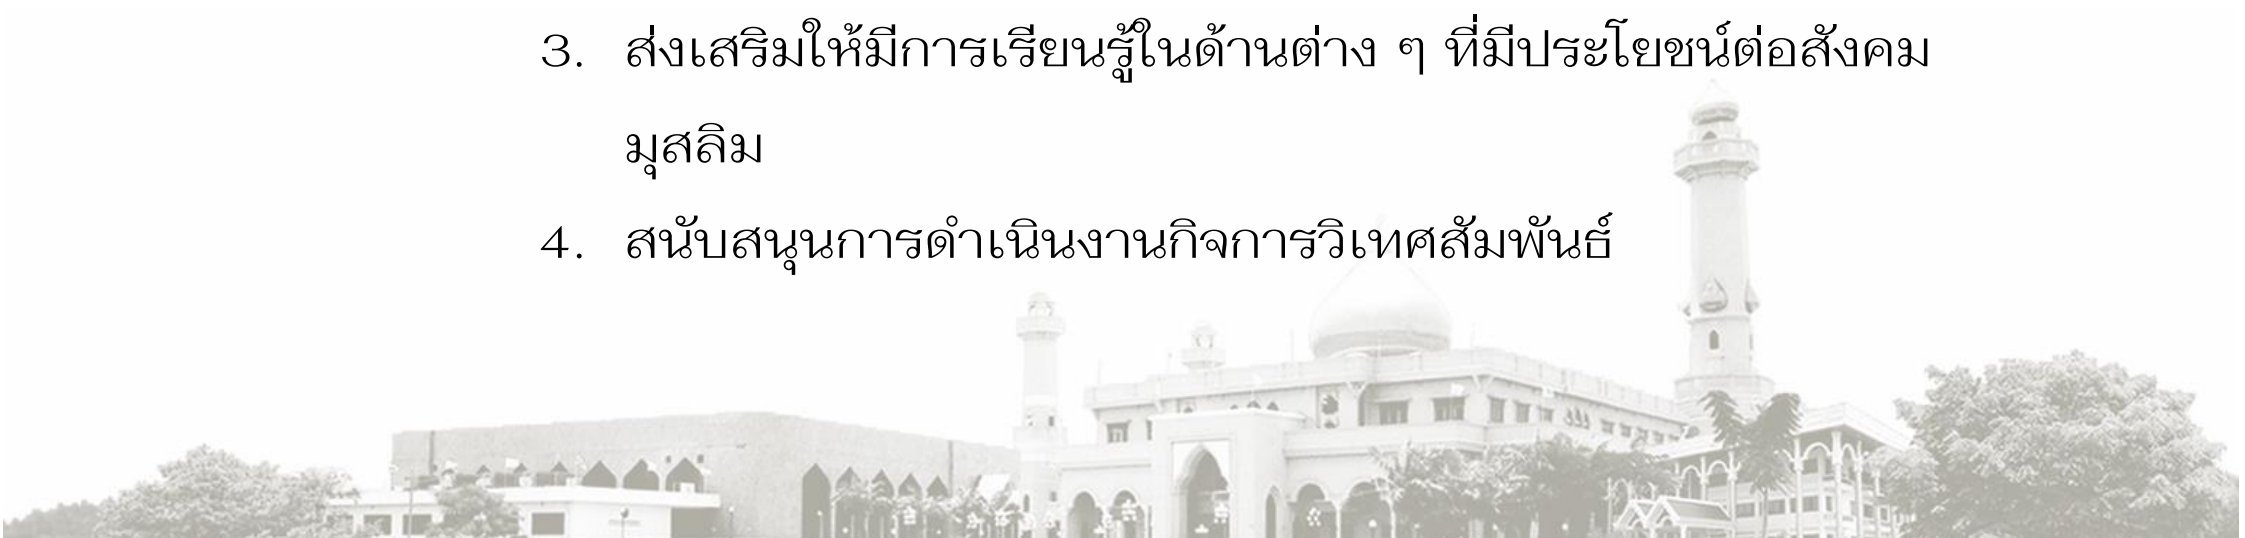 3. ส่งเสริมให้มีการเรียนรู้ในด้านต่าง ๆ ที่มีประโยชน์ต่อสังคม
มุสลิม
4. สนับสนุนการดำเนินงานกิจการวิเทศสัมพันธ์